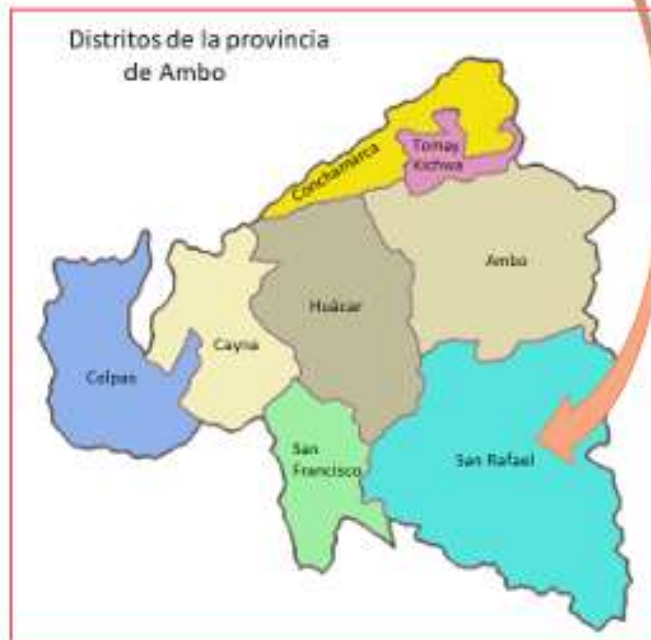 Distritos de la provincia
de Ambo
Conchamarca
Tomay
Kichwa
Ambo
Huácar
Cayna
Colpas
San
Francisco
San Rafael